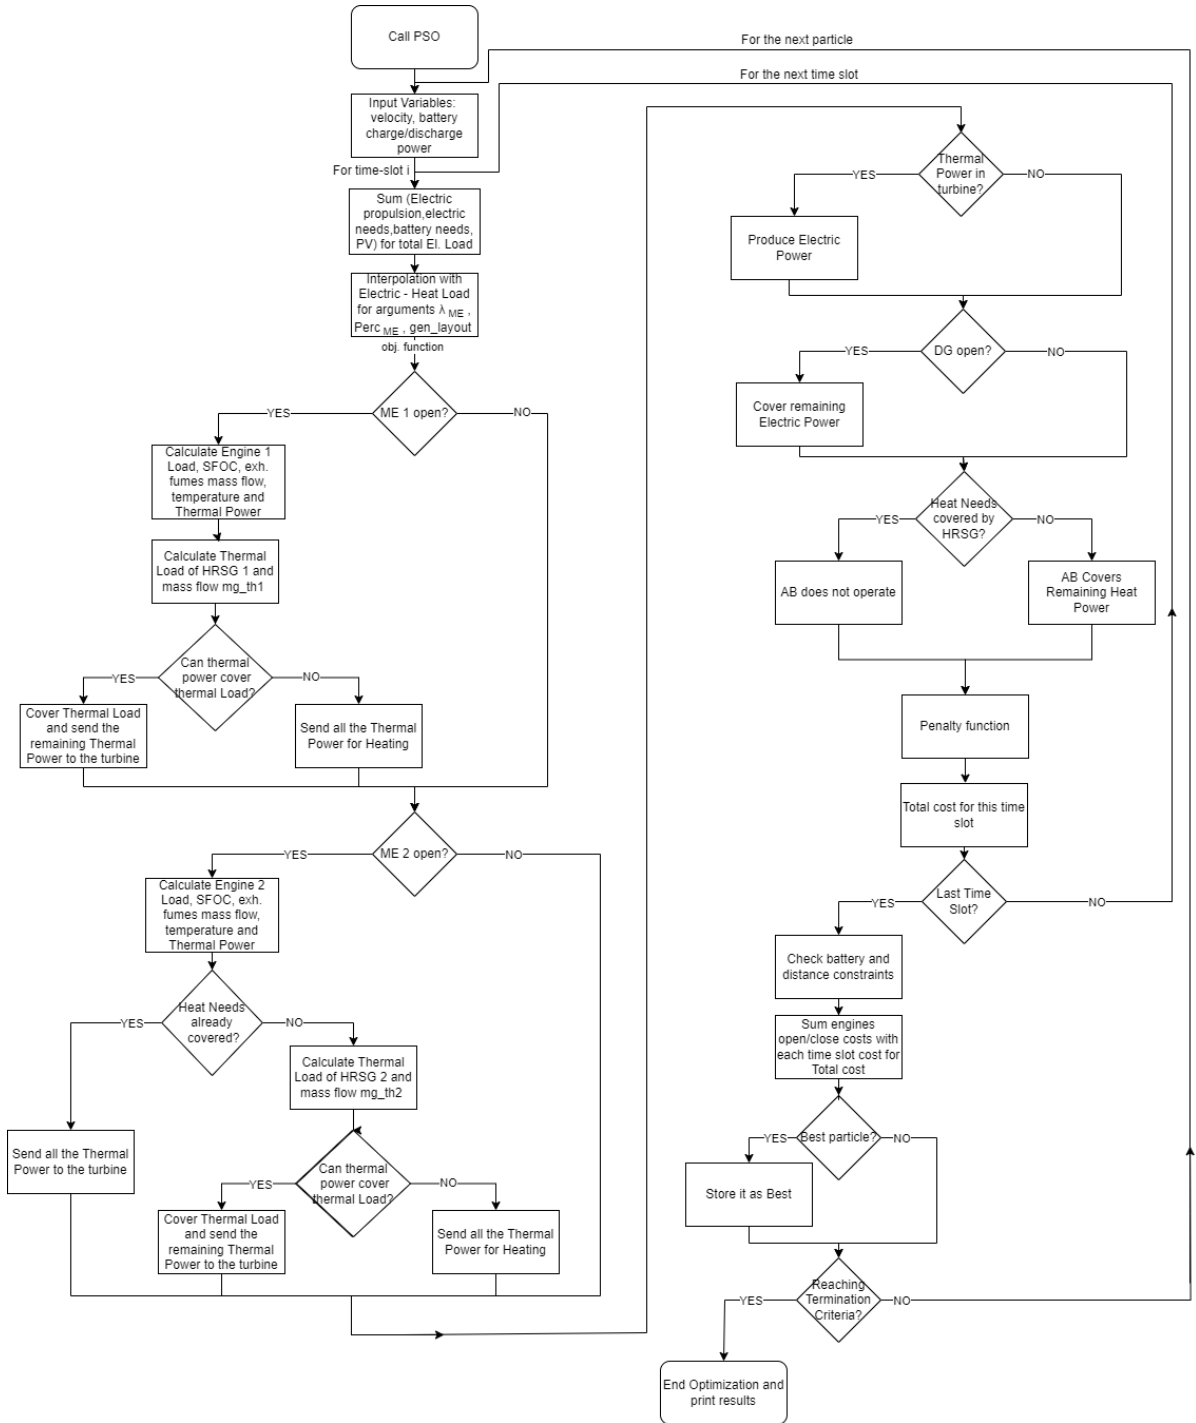 Call PSO
For the next particle
For the next time slot
Input Variables:
velocity, battery
charge/discharge
power
For time-slot i
Sum (Electric
propulsion,electric
needs,battery needs,
PV) for total El. Load
Interpolation with
Electric - Heat Load
for arguments λ ME ,
Perc ME , gen_layout
obj. function
ME 1 open?
YES
NO
Calculate Engine 1
Load, SFOC, exh.
fumes mass flow,
temperature and
Thermal Power
Calculate Thermal
Load of HRSG 1 and
mass flow mg_th1
Can thermal
power cover
thermal Load?
YES
NO
Cover Thermal Load
and send the
remaining Thermal
Power to the turbine
Send all the Thermal
Power for Heating
ME 2 open?
YES
NO
Calculate Engine 2
Load, SFOC, exh.
fumes mass flow,
temperature and
Thermal Power
Heat Needs
already
covered?
YES
NO
Calculate Thermal
Load of HRSG 2 and
mass flow mg_th2
Send all the Thermal
Power to the turbine
Can thermal
power cover
thermal Load?
YES
NO
Cover Thermal Load
and send the
remaining Thermal
Power to the turbine
Send all the Thermal
Power for Heating
Thermal
Power in
turbine?
YES
NO
Produce Electric
Power
DG open?
YES
NO
Cover remaining
Electric Power
Heat Needs
covered by
HRSG?
YES
NO
AB does not operate
AB Covers
Remaining Heat
Power
Penalty function
Total cost for this time
slot
Last Time
Slot?
YES
NO
Check battery and
distance constraints
Sum engines
open/close costs with
each time slot cost for
Total cost
Best particle?
YES
NO
Store it as Best
Reaching
Termination
Criteria?
YES
NO
End Optimization and
print results